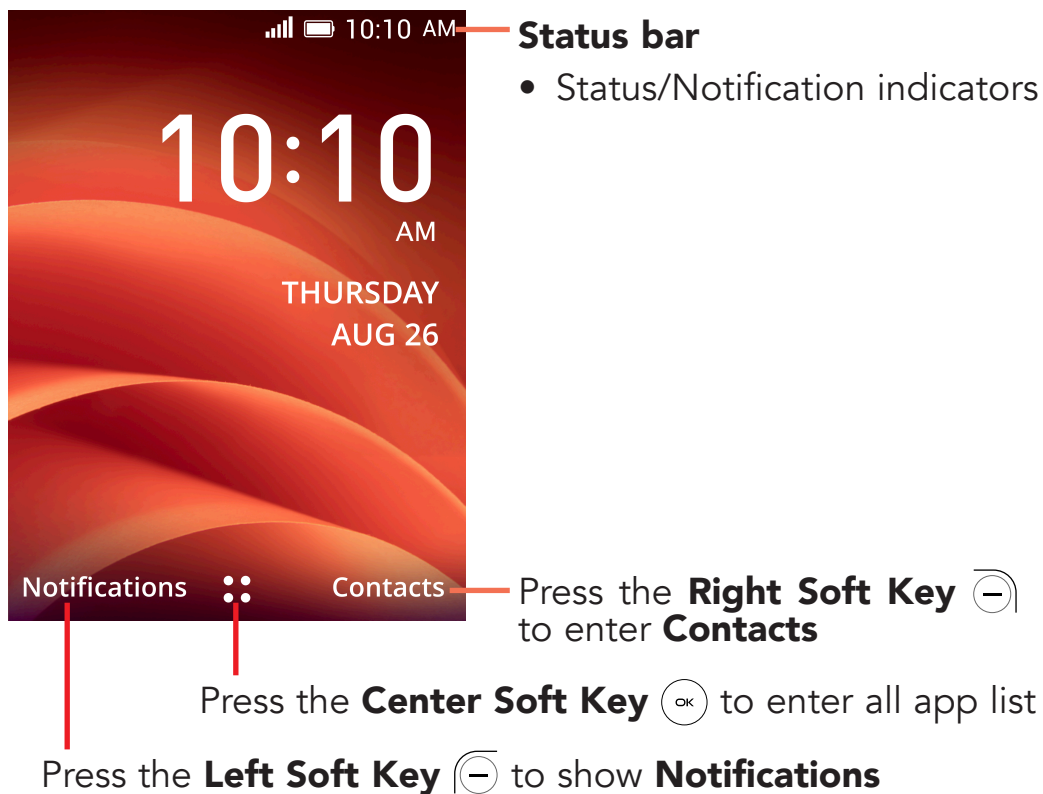 10:10 AM
Status bar
• Status/Notification indicators
10:10
AM
THURSDAY
AUG 26
Notifications
Contacts
Press the Right Soft Key
to enter Contacts
Press the Center Soft Key OK to enter all app list
Press the Left Soft Key to show Notifications